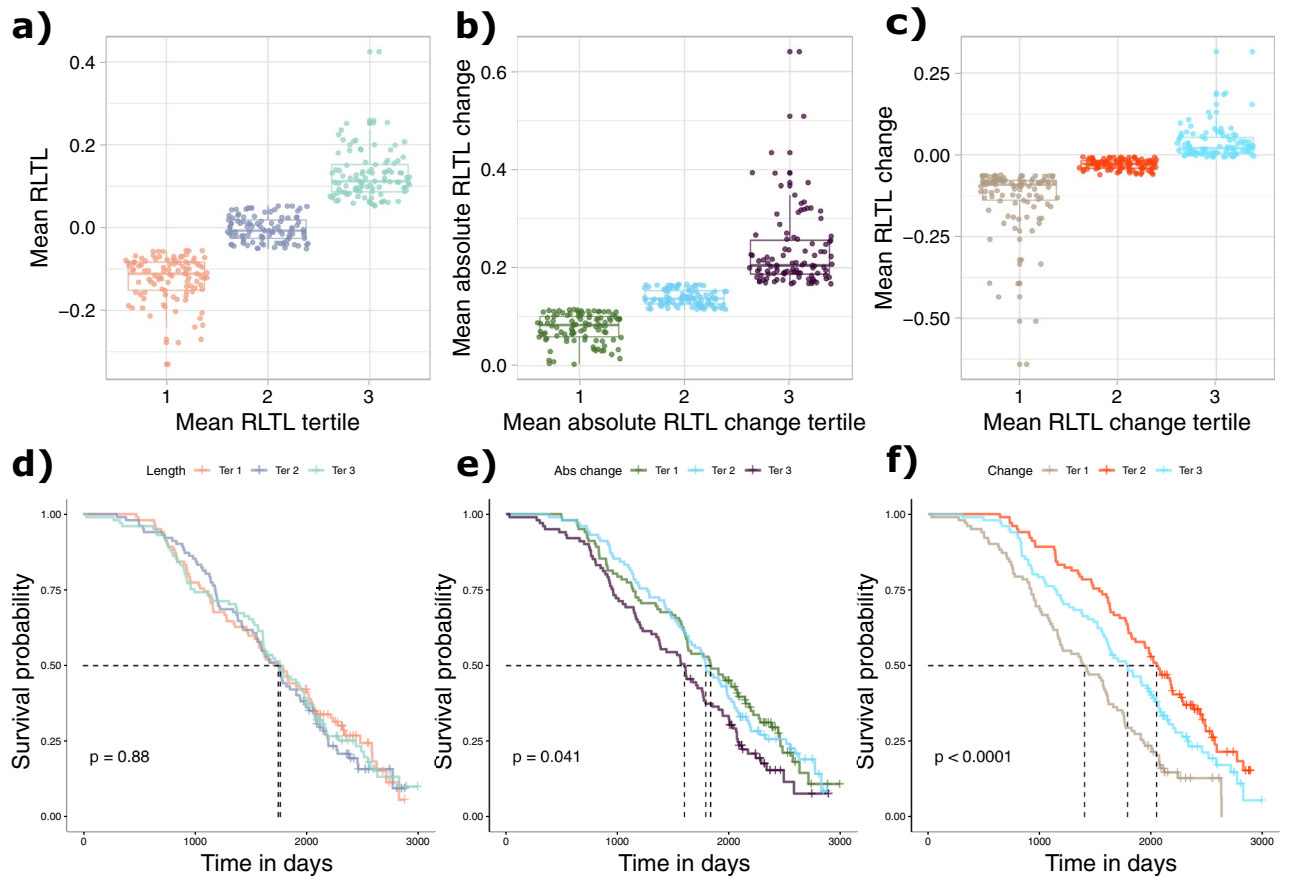 a)
Mean RLTL
0.4
0.2
0.0
−0.2
1 2 3
Mean RLTL tertile
b)
Mean absolute RLTL change
0.6
0.4
0.2
0.0
1 2 3
Mean absolute RLTL change tertile
c)
Mean RLTL change
0.25
0.00
−0.25
−0.50
1 2 3
Mean RLTL change tertile
d)
Length Ter 1 Ter 2 Ter 3
Survival probability
1.00
0.75
0.50
0.25
0.00
p = 0.88
0 1000 2000 3000
Time in days
e)
Abs change Ter 1 Ter 2 Ter 3
Survival probability
1.00
0.75
0.50
0.25
0.00
p = 0.041
0 1000 2000 3000
Time in days
f)
Change Ter 1 Ter 2 Ter 3
Survival probability
1.00
0.75
0.50
0.25
0.00
p < 0.0001
0 1000 2000 3000
Time in days